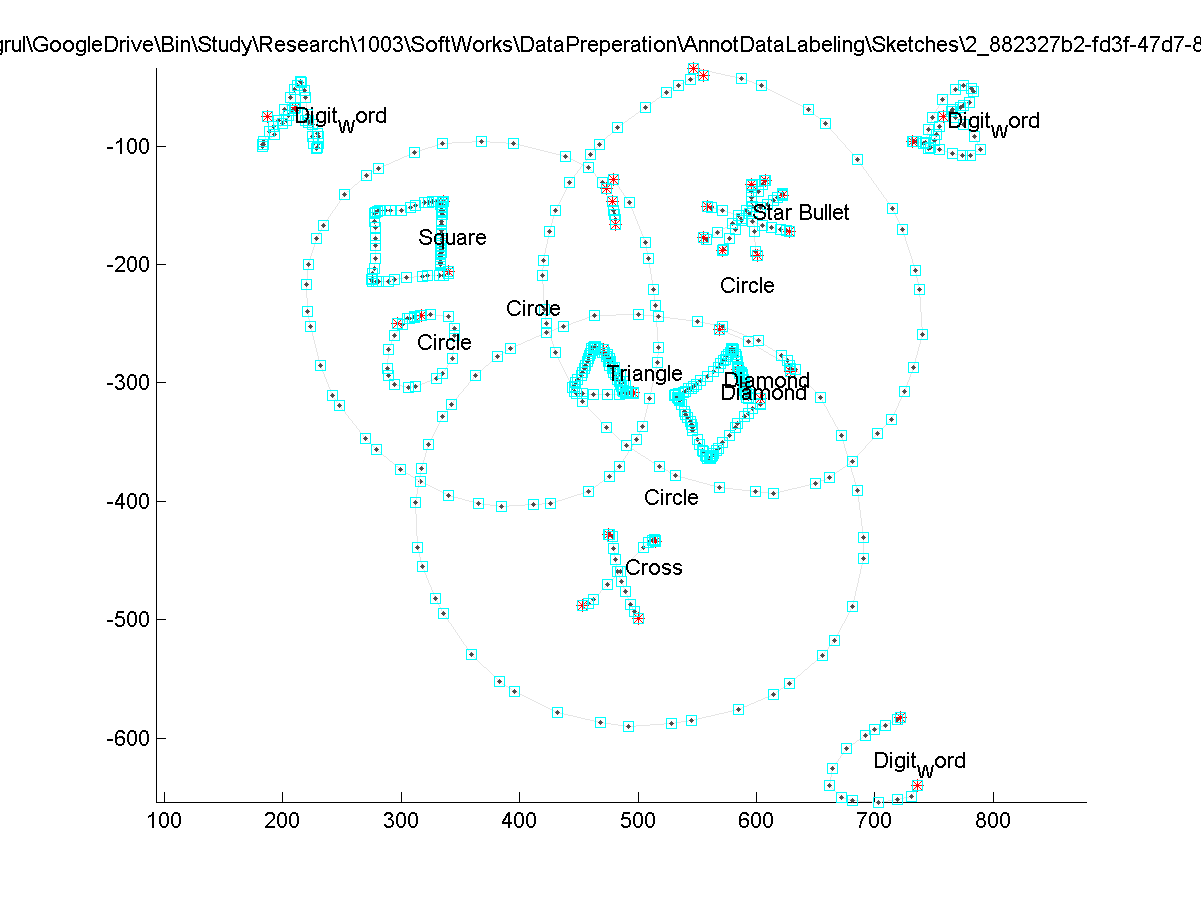 grul\GoogleDrive\Bin\Study\Research\1003\SoftWorks\DataPreperation\AnnotDataLabeling\Sketches\2_882327b2-fd3f-47d7-8
DigitWord
DigitWord
-100
Star Bullet
Square
-200
Circle
Circle
Circle
Triangle
Diamond
-300
Diamond
Circle
-400
Cross
-500
-600
DigitWord
100 200 300 400 500 600 700 800